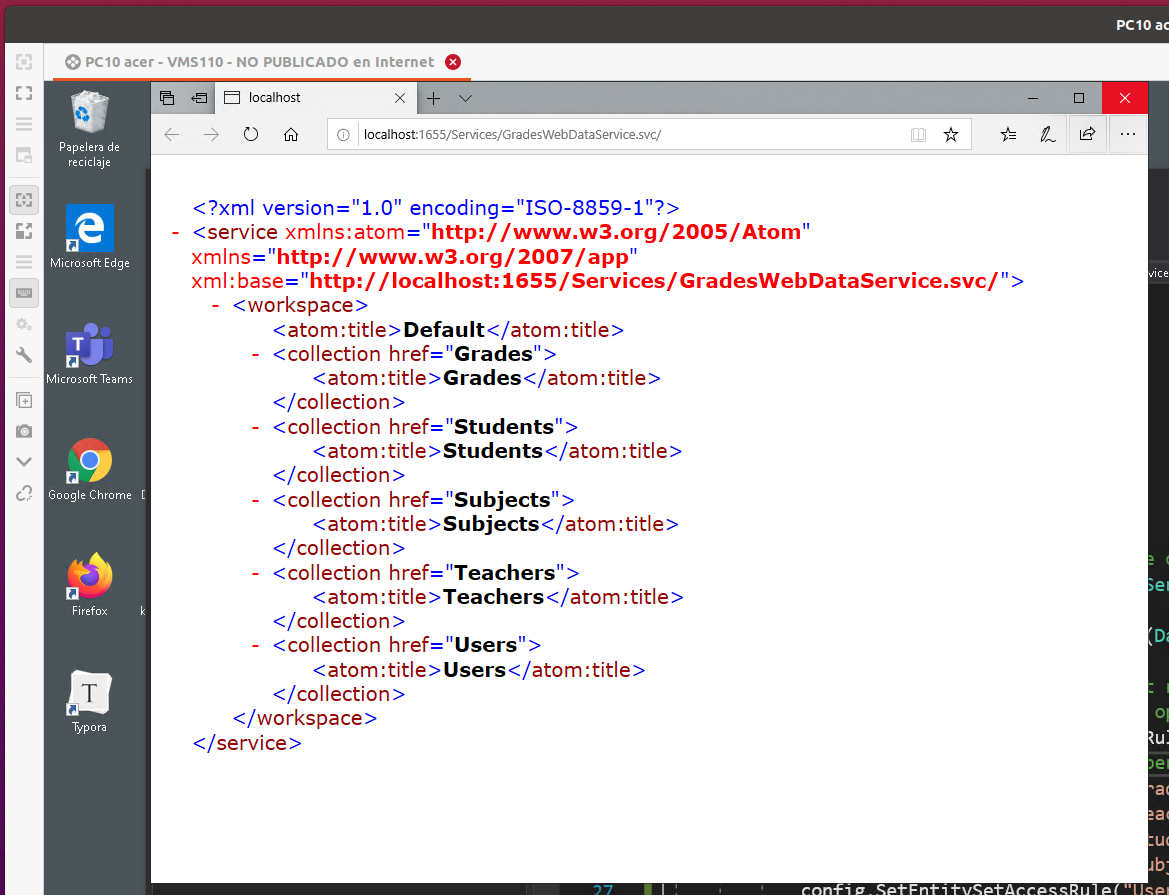 PC10 ac
PC10 acer - VMS110 - NO PUBLICADO en Internet
localhost
localhost:1655/Services/GradesWebDataService.svc/
Papelera de
reciclaje
Microsoft Edge
Microsoft Teams
Google Chrome
Firefox
Typora
<?xml version="1.0" encoding="ISO-8859-1"?>
- <service xmlns:atom="http://www.w3.org/2005/Atom"
xmlns="http://www.w3.org/2007/app"
xml:base="http://localhost:1655/Services/GradesWebDataService.svc/">
- <workspace>
<atom:title>Default</atom:title>
- <collection href="Grades">
<atom:title>Grades</atom:title>
</collection>
- <collection href="Students">
<atom:title>Students</atom:title>
</collection>
- <collection href="Subjects">
<atom:title>Subjects</atom:title>
</collection>
- <collection href="Teachers">
<atom:title>Teachers</atom:title>
</collection>
- <collection href="Users">
<atom:title>Users</atom:title>
</collection>
</workspace>
</service>
vice
27 config.SetEntitySetAccessRule("User